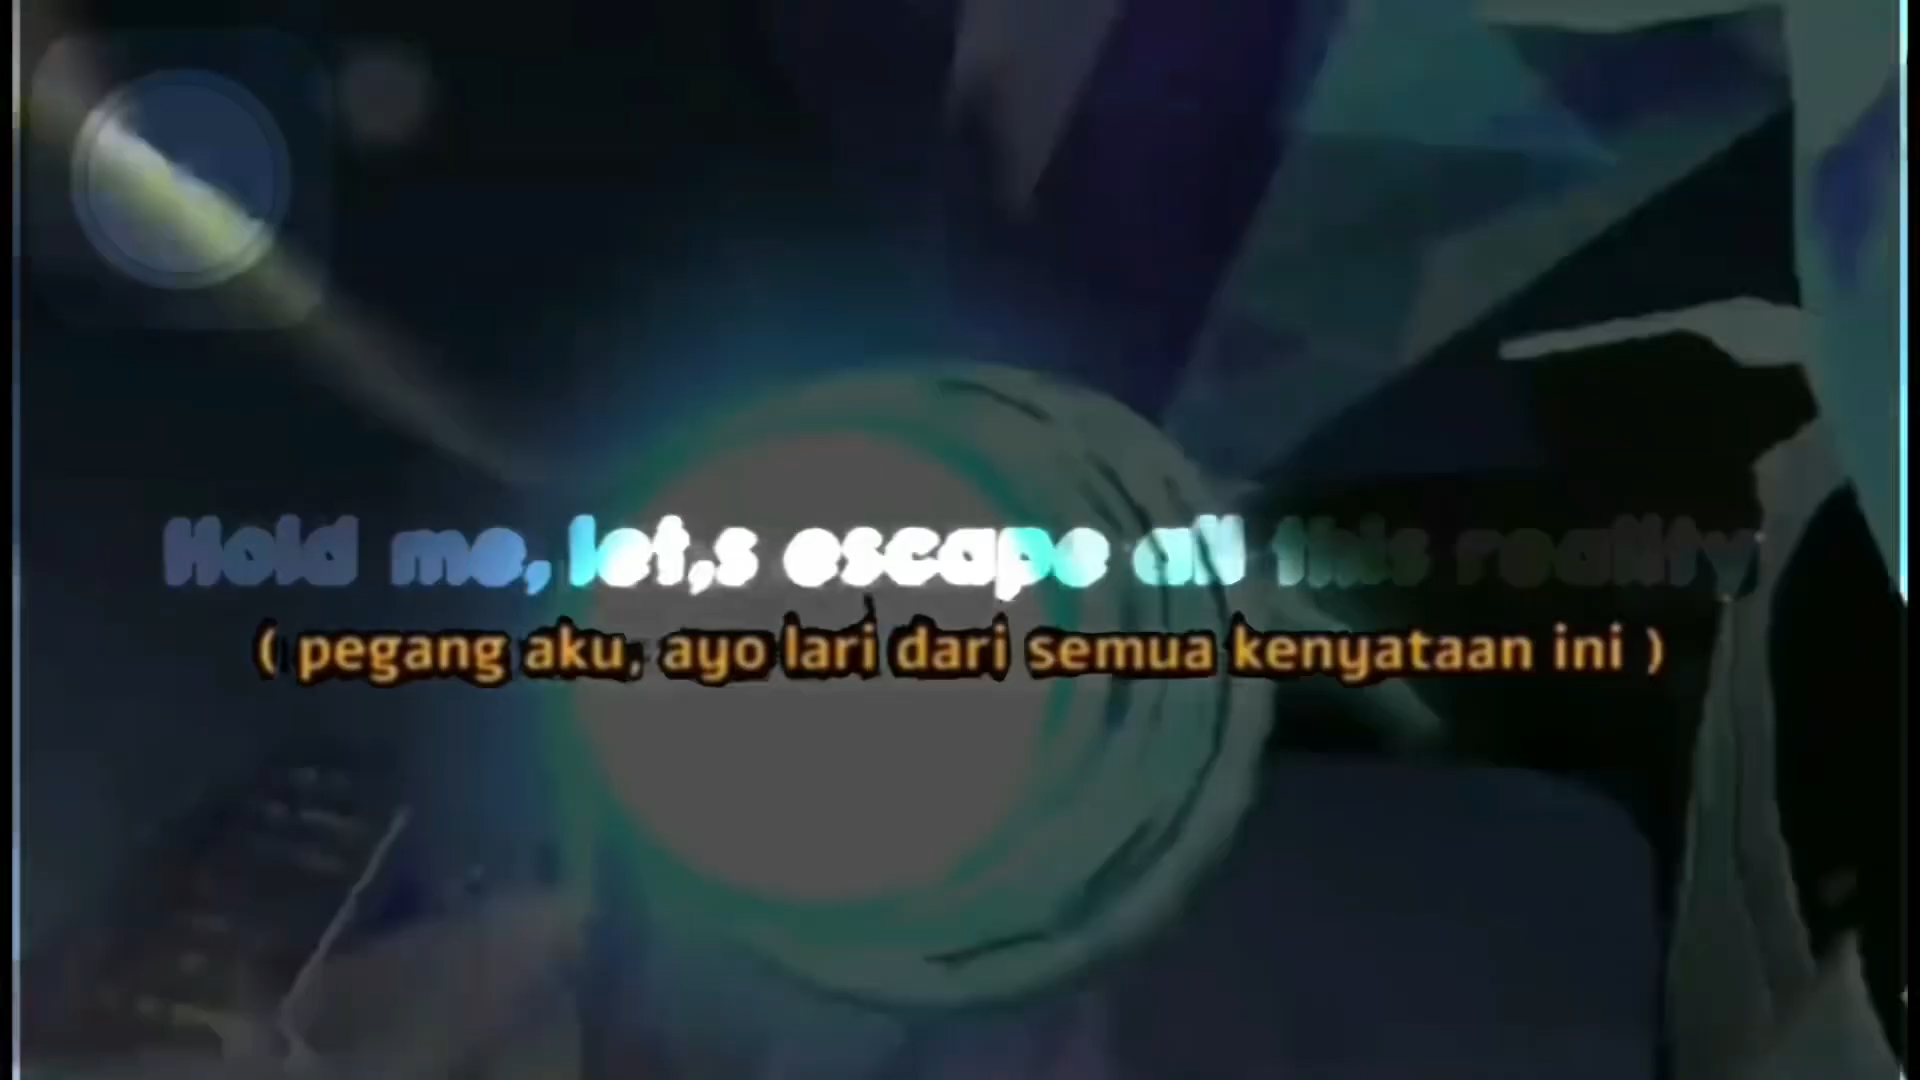 Hold me, let,s escape all this reality
( pegang aku, ayo lari dari semua kenyataan ini )